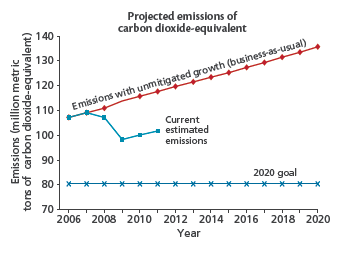 Projected emissions of
carbon dioxide-equivalent
Emissions (million metric
tons of carbon dioxide-equivalent)
140
130
120
110
100
90
80
70
Emissions with unmitigated growth (business-as-usual)
Current
estimated
emissions
2020 goal
2006 2008 2010 2012 2014 2016 2018 2020
Year